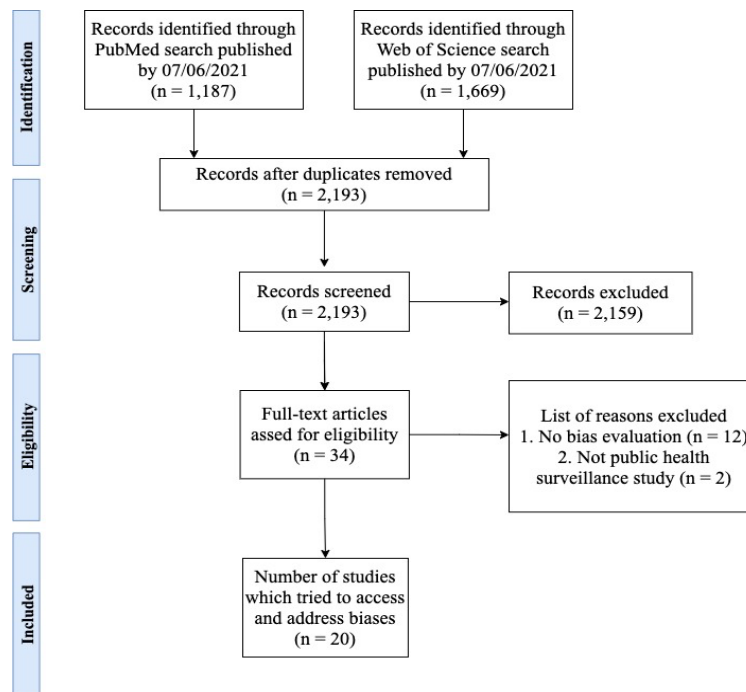 Identification
Records identified through
PubMed search published
by 07/06/2021
(n = 1,187)
Records identified through
Web of Science search
published by 07/06/2021
(n = 1,669)
Records after duplicates removed
(n = 2,193)
Screening
Records screened
(n = 2,193)
Records excluded
(n = 2,159)
Eligibility
Full-text articles
assed for eligibility
(n = 34)
List of reasons excluded
1. No bias evaluation (n = 12)
2. Not public health
surveillance study (n = 2)
Included
Number of studies
which tried to access
and address biases
(n = 20)